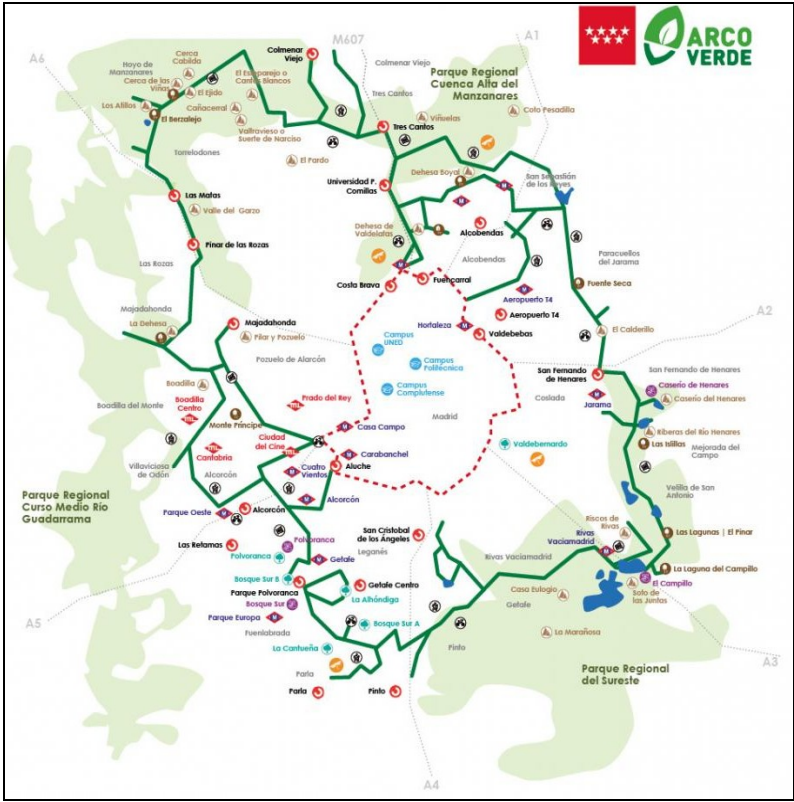 ARCO
VERDE
M607
A1
A6
Colmenar
Viejo
Cerca
Cabilda
Hoyo de
Manzanares
Cerca de las
Viñas
El Ejido
El Esteparejo o
Cantos Blancos
Colmenar Viejo
Tres Cantos
Parque Regional
Cuenca Alta del
Manzanares
Los Alillos
El Berzalejo
Cañacerral
Valtravieso o
Suerte de Narciso
Viñuelas
Coto Pesadilla
Tres Cantos
Torrelodones
El Pardo
Dehesa Boyal
San Sebastián
de los Reyes
Universidad P.
Comillas
Las Matas
Valle del Garzo
Dehesa de
Valdelatas
Alcobendas
Pinar de las Rozas
Las Rozas
Alcobendas
Paracuellos
del Jarama
Costa Brava
Fuencarral
Fuente Seca
Aeropuerto T4
Majadahonda
La Dehesa
Majadahonda
Pilar y Pozuelo
Hortaleza
Aeropuerto T4
Valdebebas
A2
El Calderillo
Pozuelo de Alarcón
Campus
UNED
Campus
Politécnica
Campus
Complutense
San Fernando
de Henares
San Fernando de Henares
Boadilla
Boadilla del Monte
Boadilla
Centro
Prado del Rey
Coslada
Jarama
Caserío de Henares
Caserío del Henares
Monte Príncipe
Madrid
Casa Campo
Riberas del Río Henares
Las Islillas
Mejorada del
Campo
Ciudad
del Cine
Cantabria
Carabanchel
Valdebernardo
Villaviciosa
de Odón
Alcorcón
Cuatro
Vientos
Aluche
Velilla de San
Antonio
Parque Regional
Curso Medio Río
Guadarrama
Parque Oeste
Alcorcón
Alcorcón
San Cristobal
de los Ángeles
Riscos de
Rivas
Rivas
Vaciamadrid
Las Lagunas | El Pinar
Las Retamas
Polvoranca
Polvoranca
Leganés
Getafe
Rivas Vaciamadrid
La Laguna del Campillo
El Campillo
Bosque Sur B
Parque Polvoranca
Getafe Centro
Casa Eulogio
Soto de
las Juntas
Bosque Sur
La Alhóndiga
Getafe
A5
Parque Europa
Fuenlabrada
Bosque Sur A
La Marañosa
La Cantueña
Pinto
A3
Parla
Parque Regional
del Sureste
Parla
Pinto
A4